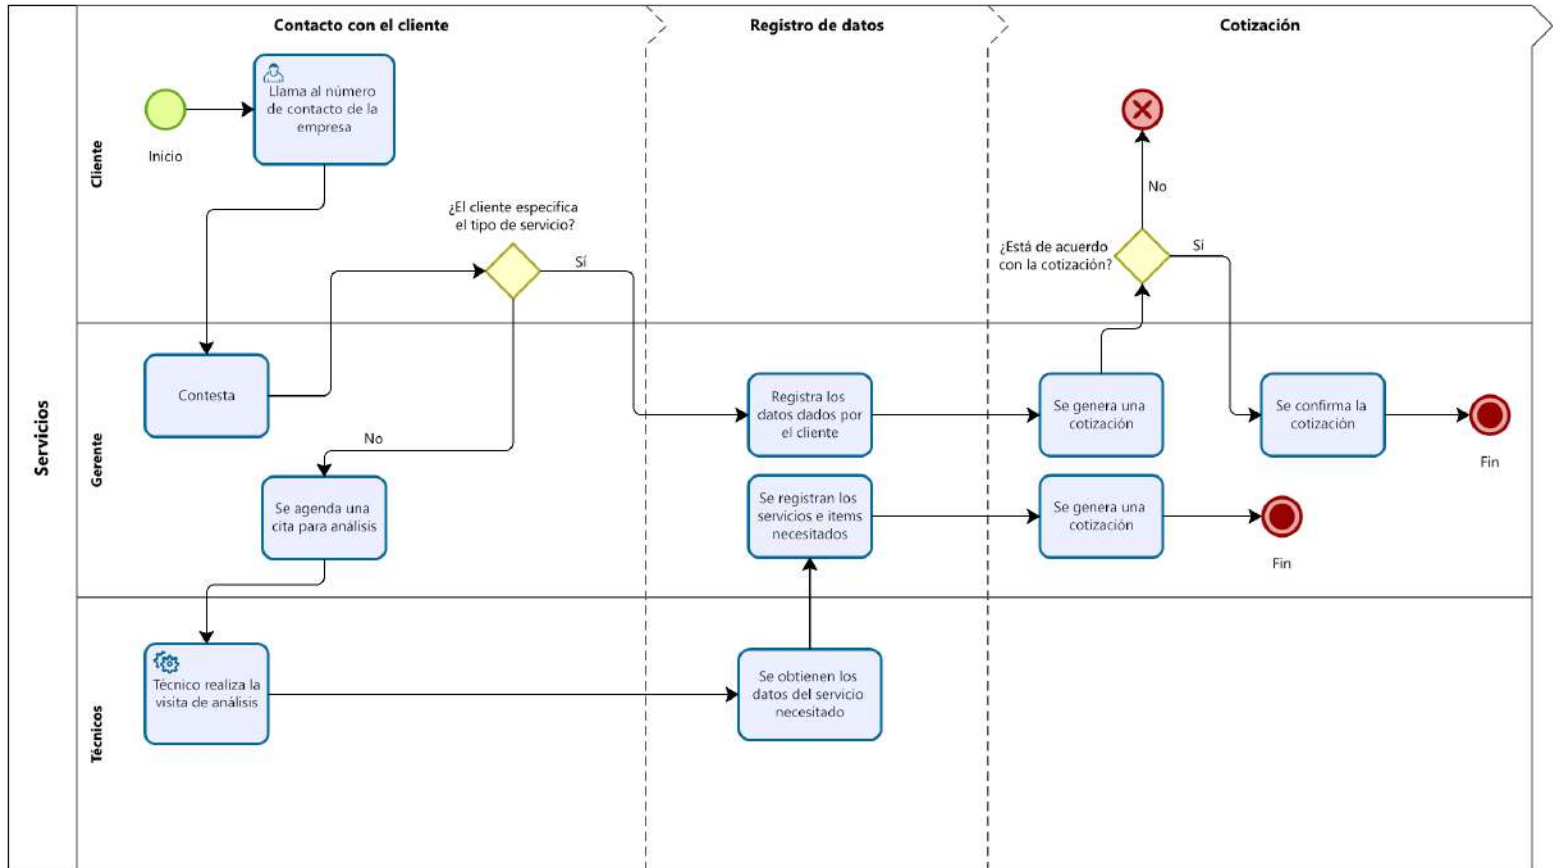 Contacto con el cliente
Registro de datos
Cotización
Servicios
Cliente
Inicio
Llama al número
de contacto de la
empresa
¿El cliente especifica
el tipo de servicio?
Sí
No
¿Está de acuerdo
con la cotización?
Sí
No
Gerente
Contesta
Se agenda una
cita para análisis
Registra los
datos dados por
el cliente
Se genera una
cotización
Se confirma la
cotización
Fin
Se registran los
servicios e items
necesitados
Se genera una
cotización
Fin
Técnicos
Técnico realiza la
visita de análisis
Se obtienen los
datos del servicio
necesitado